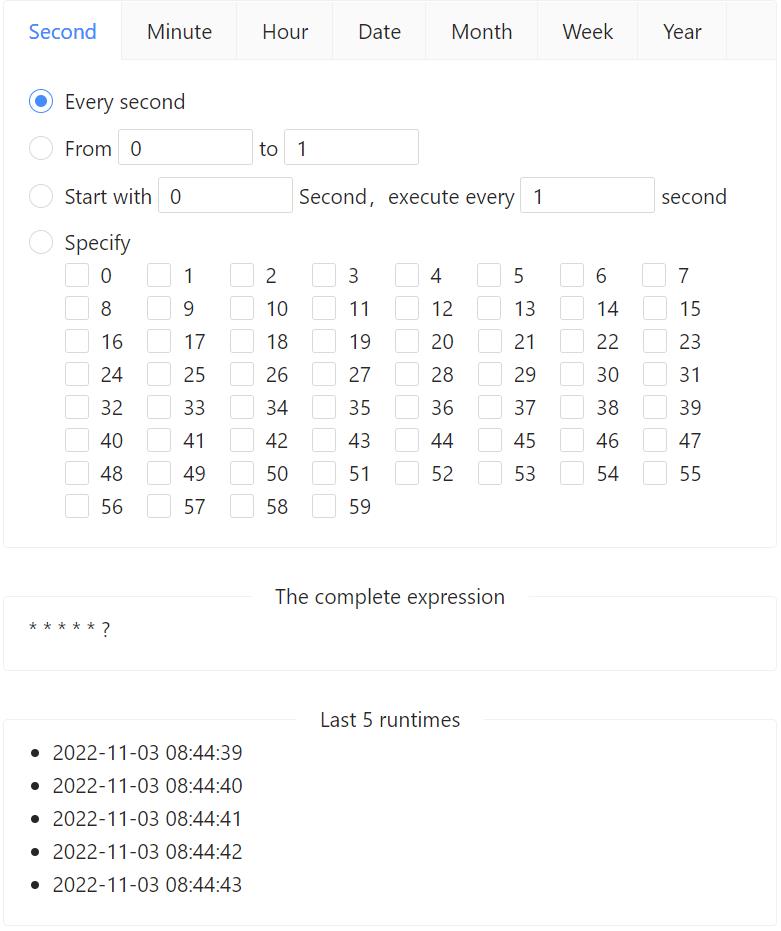 Second Minute Hour Date Month Week Year
Every second
From 0 to 1
Start with 0 Second，execute every 1 second
Specify
0 1 2 3 4 5 6 7
8 9 10 11 12 13 14 15
16 17 18 19 20 21 22 23
24 25 26 27 28 29 30 31
32 33 34 35 36 37 38 39
40 41 42 43 44 45 46 47
48 49 50 51 52 53 54 55
56 57 58 59
The complete expression
* * * * * ?
Last 5 runtimes
2022-11-03 08:44:39
2022-11-03 08:44:40
2022-11-03 08:44:41
2022-11-03 08:44:42
2022-11-03 08:44:43